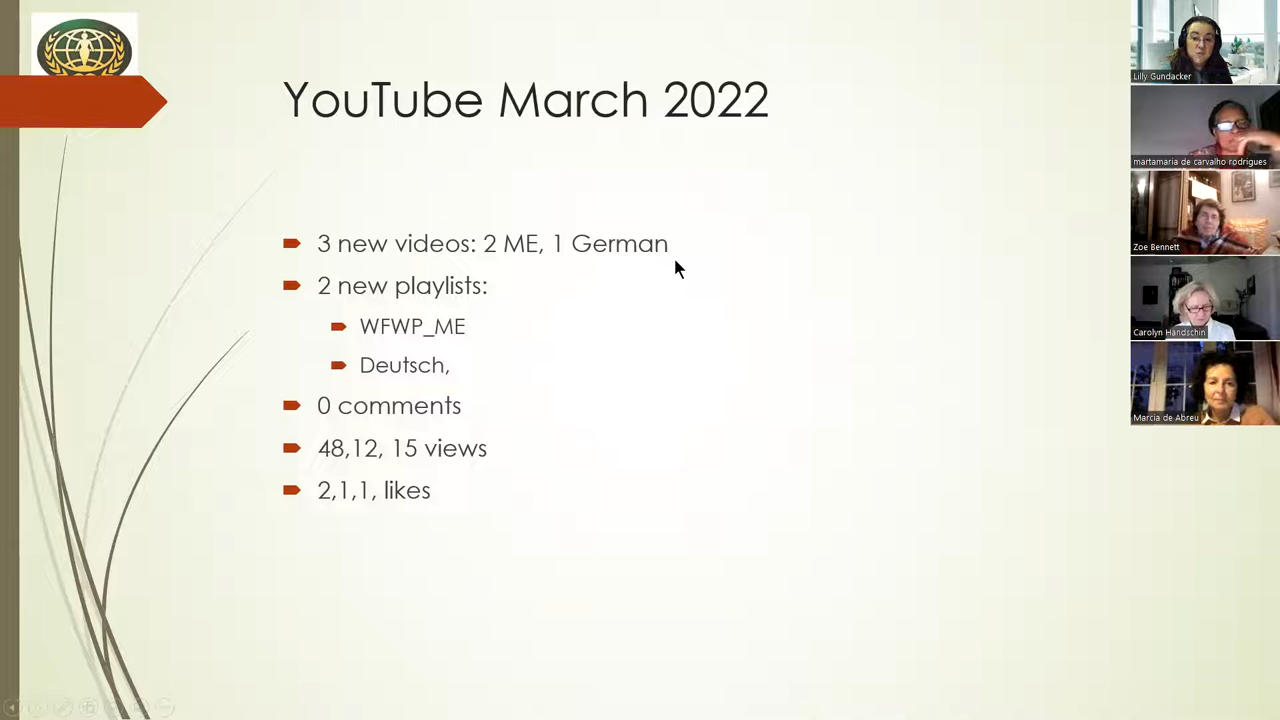 YouTube March 2022
3 new videos: 2 ME, 1 German
2 new playlists:
WFWP_ME
Deutsch,
0 comments
48,12, 15 views
2,1,1, likes
Lilly Gundacker
martamaria de carvalho rodrigues
Zoe Bennett
Carolyn Handschin
Marcia de Abreu